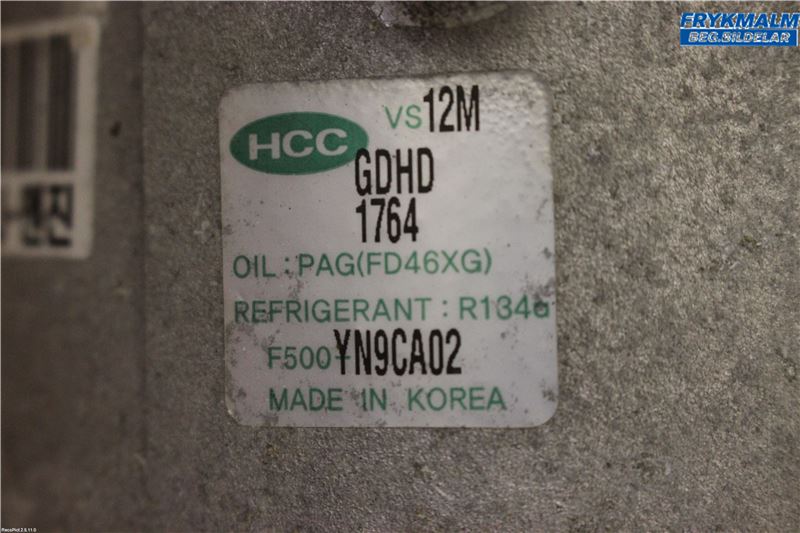 FRYKMALM
BEG.BILDELAR
HCC VS12M
GDHD
1764
OIL : PAG(FD46XG)
REFRIGERANT : R134a
F500-YN9CA02
MADE IN KOREA